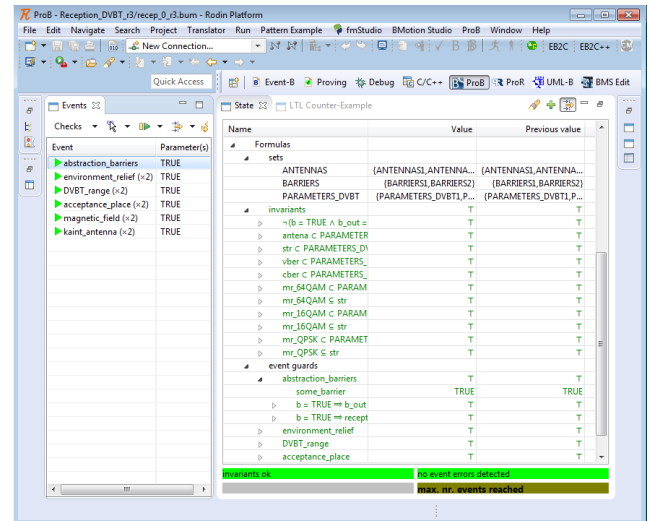 ProB - Reception_DVBT_r3/recep_0_r3.bum - Rodin Platform
File Edit Navigate Search Project Translator Run Pattern Example fmStudio BMotion Studio ProB Window Help
New Connection...
EB2C EB2C++
Quick Access
Event-B Proving Debug C/C++ ProB ProR UML-B BMS Edit
Events
Checks
Event Parameter(s)
abstraction_barriers TRUE
environment_relief (×2) TRUE
DVBT_range (×2) TRUE
acceptance_place (×2) TRUE
magnetic_field (×2) TRUE
kaint_antenna (×2) TRUE
State LTL Counter-Example
Name Value Previous value
Formulas
sets
ANTENNAS {ANTENNAS1,ANTENNA... {ANTENNAS1,ANTENNA...
BARRIERS {BARRIERS1,BARRIERS2} {BARRIERS1,BARRIERS2}
PARAMETERS_DVBT {PARAMETERS_DVBT1,P... {PARAMETERS_DVBT1,P...
invariants ⊤ ⊤
¬(b = TRUE ∧ b_out = ⊤ ⊤
antena ⊂ PARAMETER ⊤ ⊤
str ⊂ PARAMETERS_DV ⊤ ⊤
vber ⊂ PARAMETERS_ ⊤ ⊤
cber ⊂ PARAMETERS_ ⊤ ⊤
mr_64QAM ⊂ PARAM ⊤ ⊤
mr_64QAM ⊆ str ⊤ ⊤
mr_16QAM ⊂ PARAM ⊤ ⊤
mr_16QAM ⊆ str ⊤ ⊤
mr_QPSK ⊂ PARAMET ⊤ ⊤
mr_QPSK ⊆ str ⊤ ⊤
event guards
abstraction_barriers ⊤ ⊤
some_barrier TRUE TRUE
b = TRUE ⇒ b_out ⊤ ⊤
b = TRUE ⇒ recept ⊤ ⊤
environment_relief ⊤ ⊤
DVBT_range ⊤ ⊤
acceptance_place ⊤ ⊤
invariants ok no event errors detected
max. nr. events reached